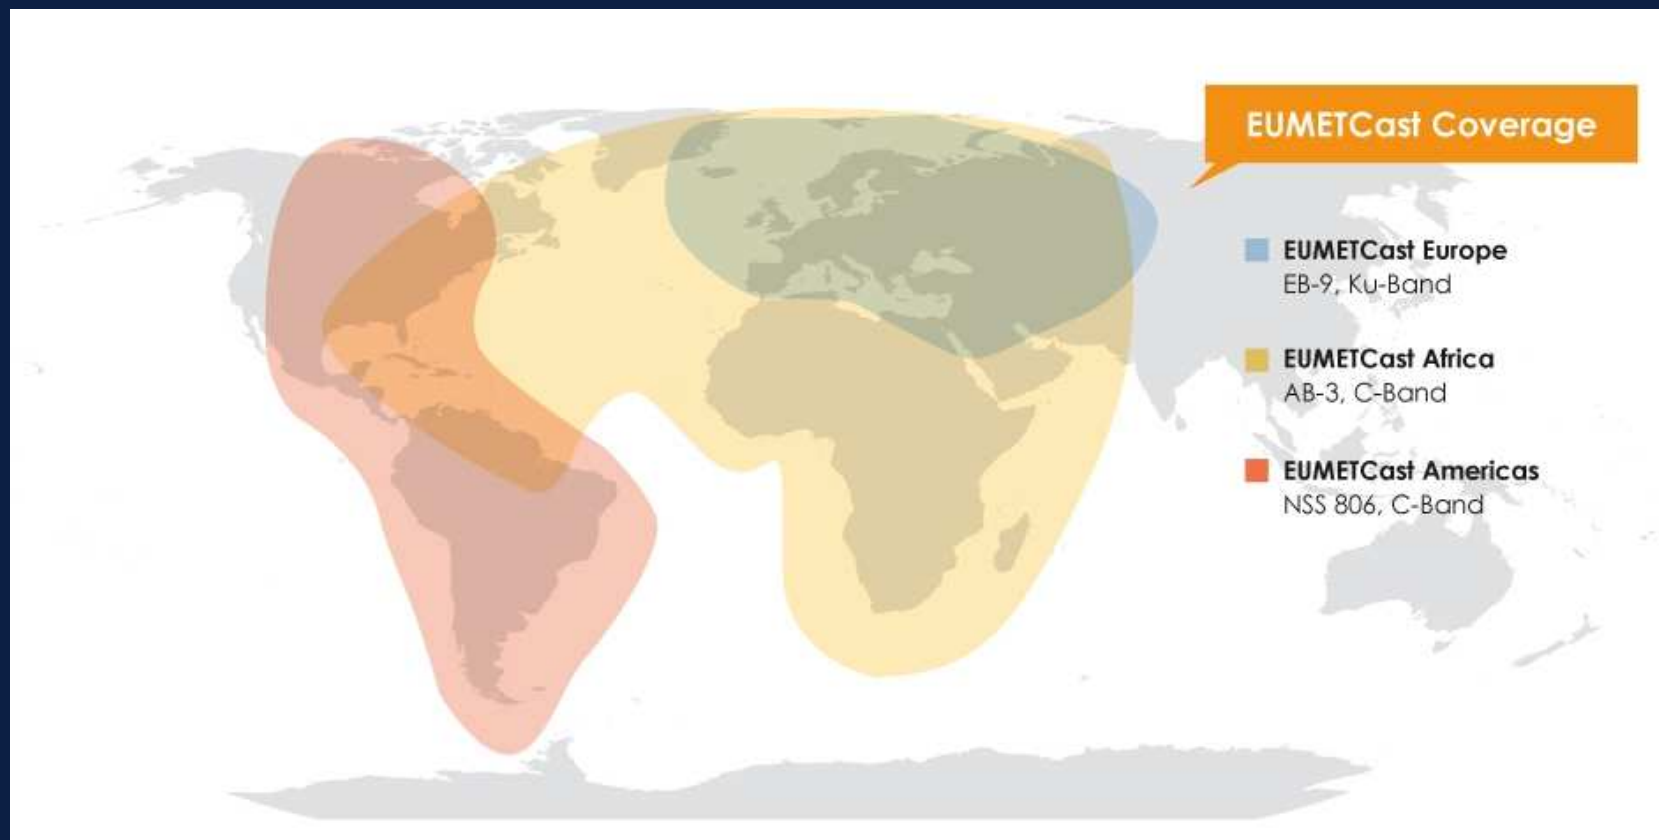 EUMETCast Coverage
EUMETCast Europe
EB-9, Ku-Band
EUMETCast Africa
AB-3, C-Band
EUMETCast Americas
NSS 806, C-Band